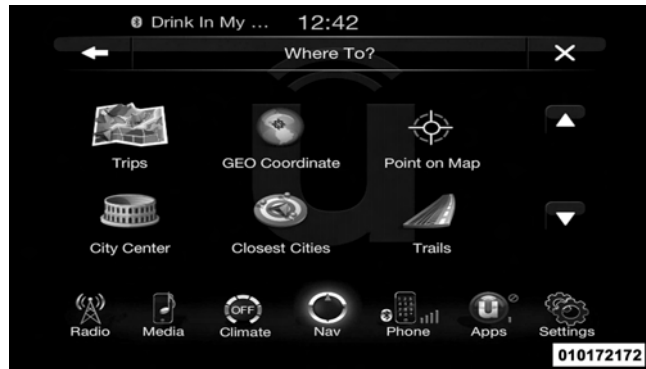 Drink In My ... 12:42
Where To?
Trips GEO Coordinate Point on Map
City Center Closest Cities Trails
OFF
Radio Media Climate Nav Phone Apps Settings
010172172